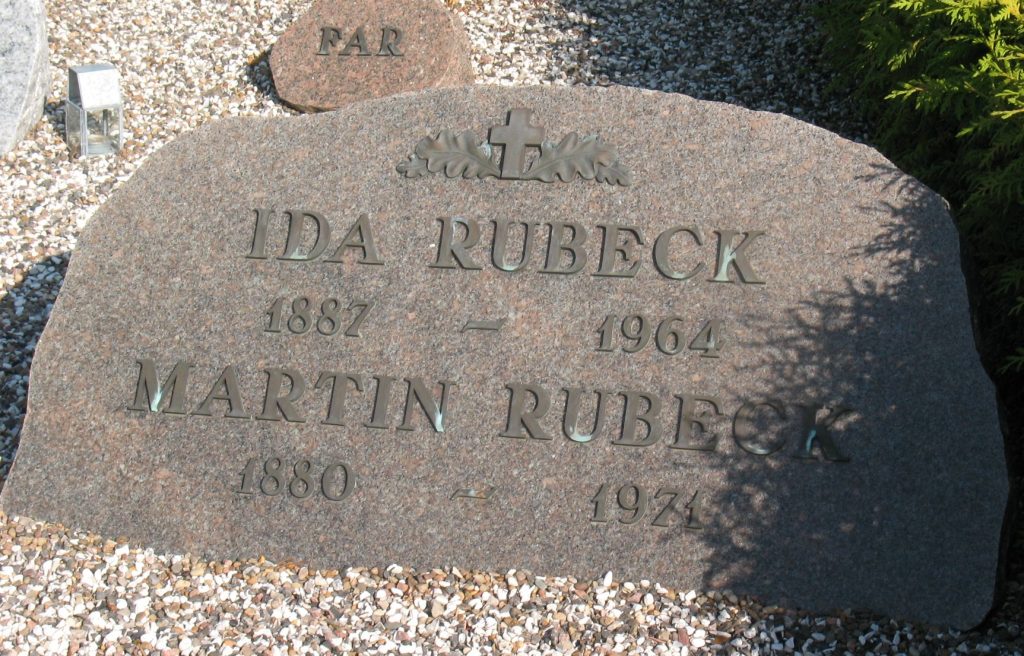 FAR
IDA RUBECK
1887 – 1964
MARTIN RUBECK
1880 – 1971